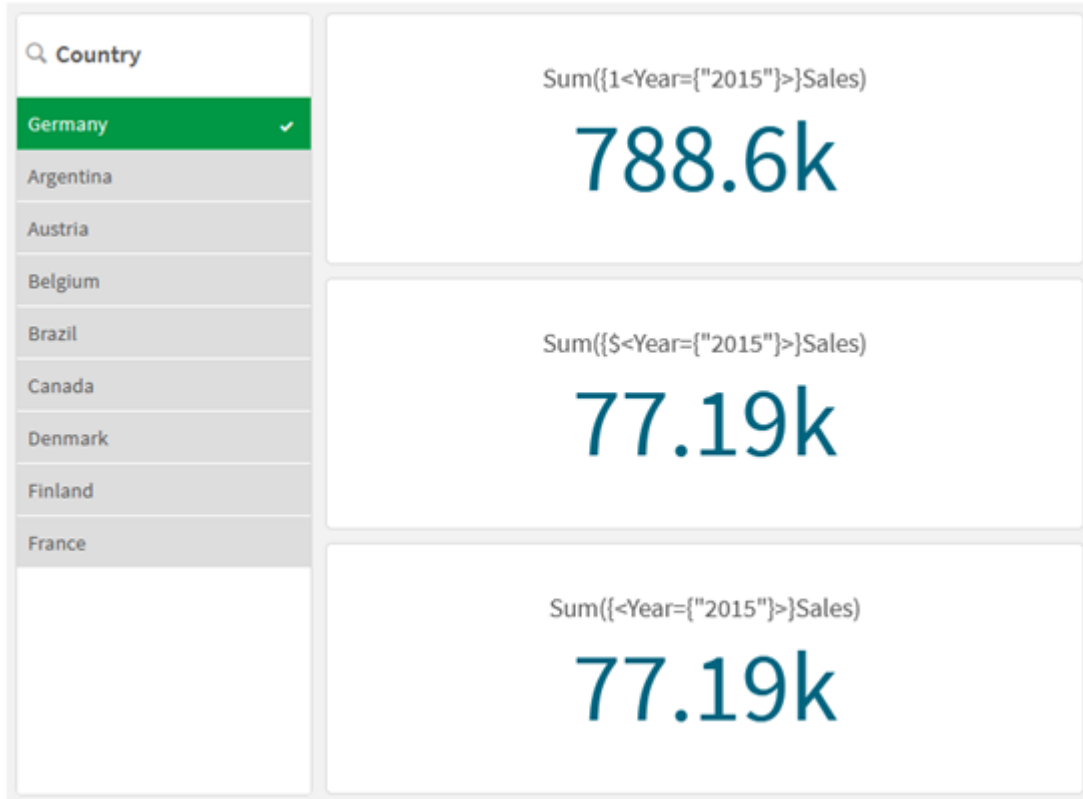 Country
Germany
Argentina
Austria
Belgium
Brazil
Canada
Denmark
Finland
France
Sum({1<Year={"2015"}>}Sales)
788.6k
Sum({$<Year={"2015"}>}Sales)
77.19k
Sum({<Year={"2015"}>}Sales)
77.19k